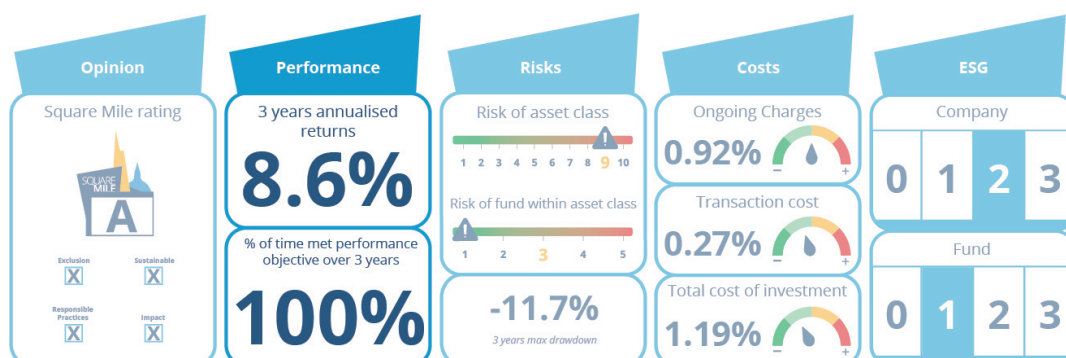 Opinion
Square Mile rating
SQUARE
MILE
A
Exclusion
X
Sustainable
X
Responsible
Practices
X
Impact
X
Performance
3 years annualised
returns
8.6%
% of time met performance
objective over 3 years
100%
Risks
Risk of asset class
!
1 2 3 4 5 6 7 8 9 10
Risk of fund within asset class
!
1 2 3 4 5
-11.7%
3 years max drawdown
Costs
Ongoing Charges
0.92%
– +
Transaction cost
0.27%
– +
Total cost of investment
1.19%
– +
ESG
Company
0 1 2 3
Fund
0 1 2 3